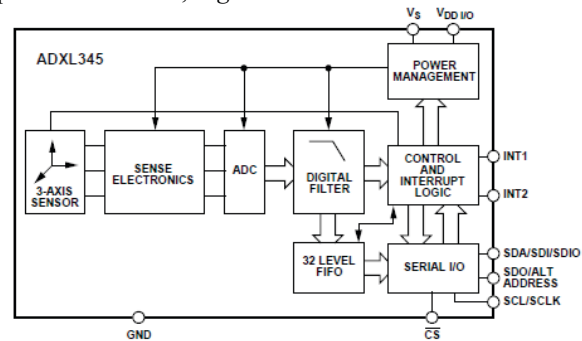 VS
VDD I/O
ADXL345
POWER
MANAGEMENT
3-AXIS
SENSOR
SENSE
ELECTRONICS
ADC
DIGITAL
FILTER
CONTROL
AND
INTERRUPT
LOGIC
INT1
INT2
32 LEVEL
FIFO
SERIAL I/O
SDA/SDI/SDIO
SDO/ALT
ADDRESS
SCL/SCLK
GND
CS